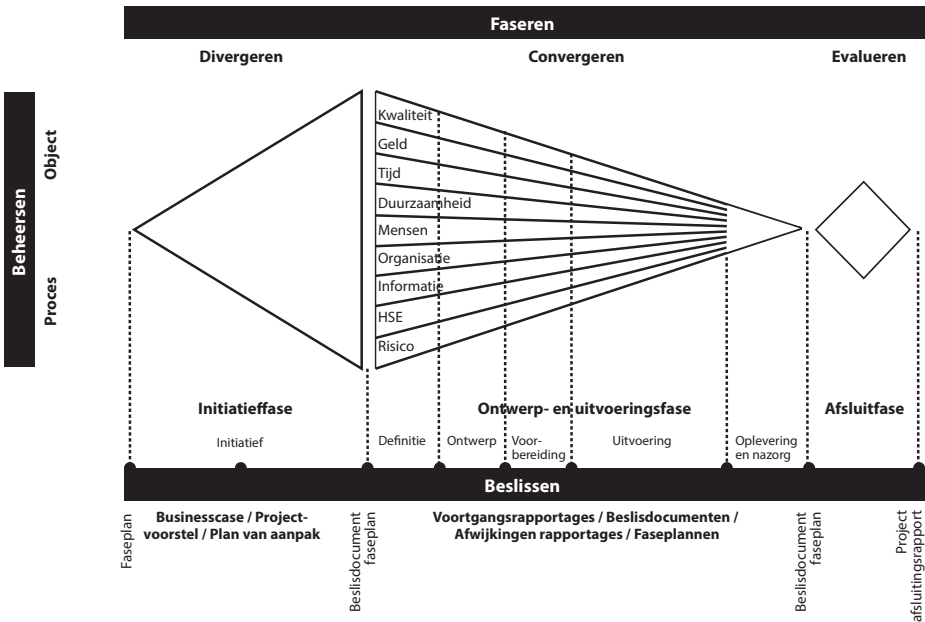 Faseren
Divergeren
Convergeren
Evalueren
Beheersen
Object
Proces
Kwaliteit
Geld
Tijd
Duurzaamheid
Mensen
Organisatie
Informatie
HSE
Risico
Initiatieffase
Ontwerp- en uitvoeringsfase
Afsluitfase
Initiatief
Definitie
Ontwerp
Voor-
bereiding
Uitvoering
Oplevering
en nazorg
Beslissen
Faseplan
Businesscase / Project-
voorstel / Plan van aanpak
Beslisdocument
faseplan
Voortgangsrapportages / Beslisdocumenten /
Afwijkingen rapportages / Faseplannen
Beslisdocument
faseplan
Project
afsluitingsrapport